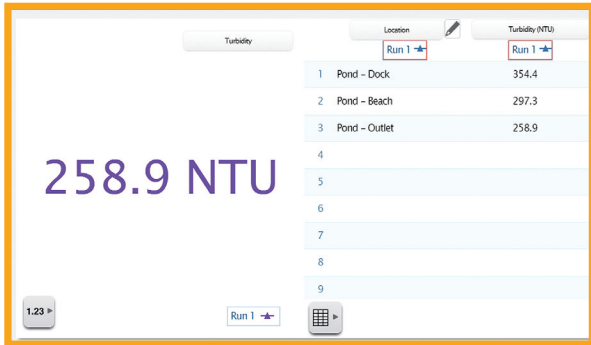 Turbidity
258.9 NTU
1.23
Run 1
Location Turbidity (NTU)
Run 1 Run 1
1 Pond – Dock 354.4
2 Pond – Beach 297.3
3 Pond – Outlet 258.9
4
5
6
7
8
9